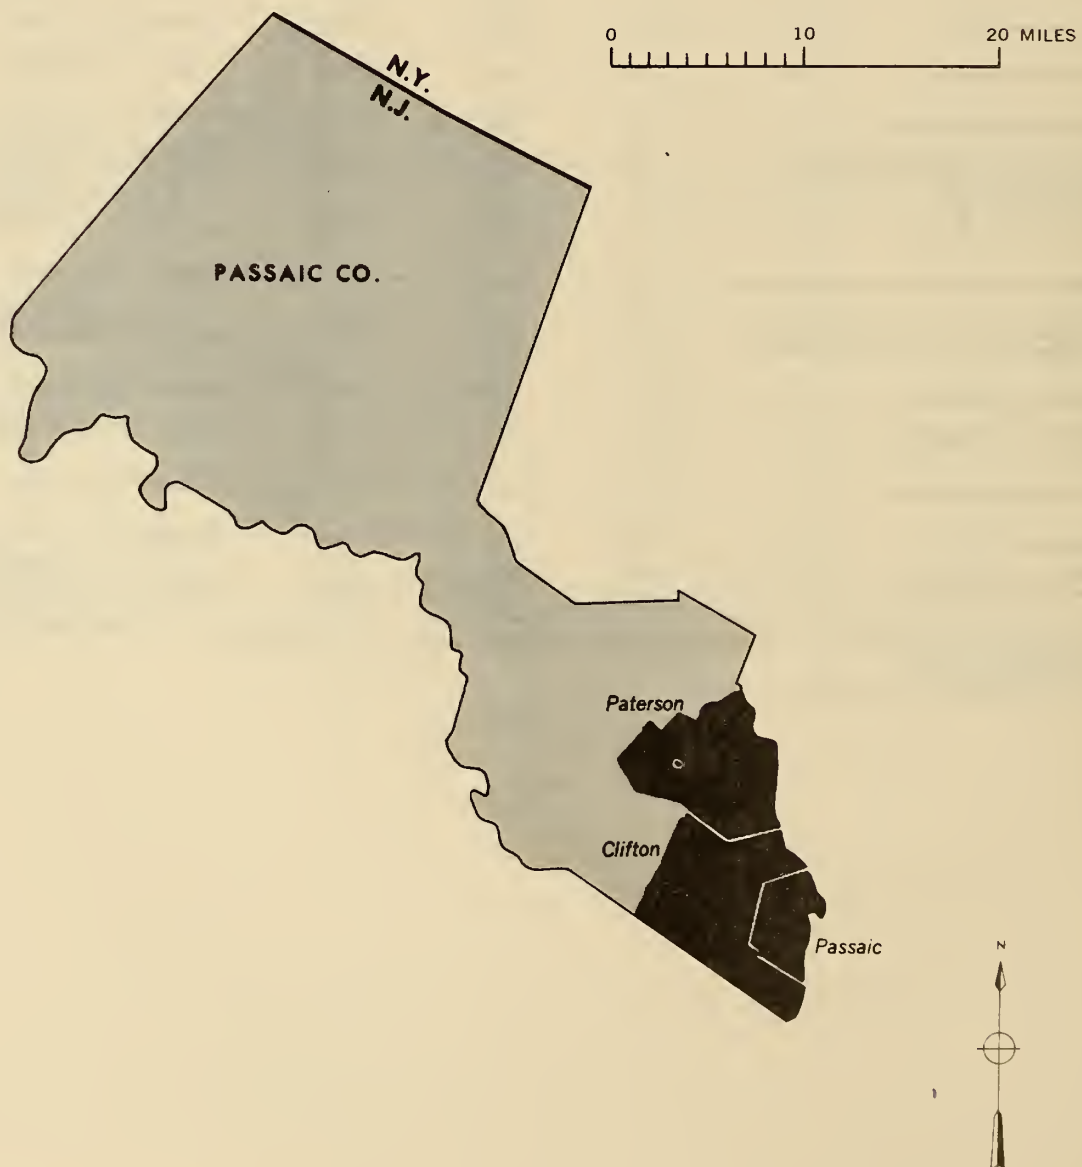 0 10 20 MILES
N.Y.
N.J.
PASSAIC CO.
Paterson
Clifton
Passaic
N